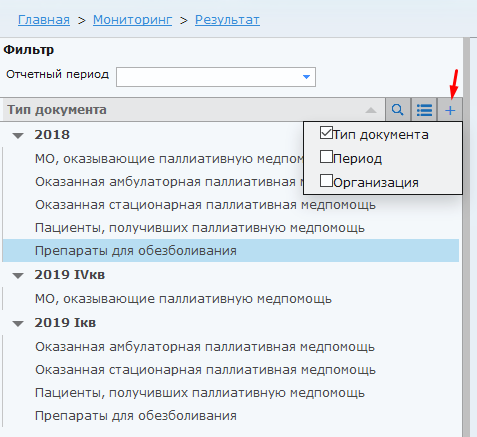 Главная > Мониторинг > Результат
Фильтр
Отчетный период
Тип документа
Тип документа
Период
Организация
2018
МО, оказывающие паллиативную медпомо
Оказанная амбулаторная паллиативная м
Оказанная стационарная паллиативная медпомощь
Пациенты, получивших паллиативную медпомощь
Препараты для обезболивания
2019 IVкв
МО, оказывающие паллиативную медпомощь
2019 Iкв
Оказанная амбулаторная паллиативная медпомощь
Оказанная стационарная паллиативная медпомощь
Пациенты, получивших паллиативную медпомощь
Препараты для обезболивания